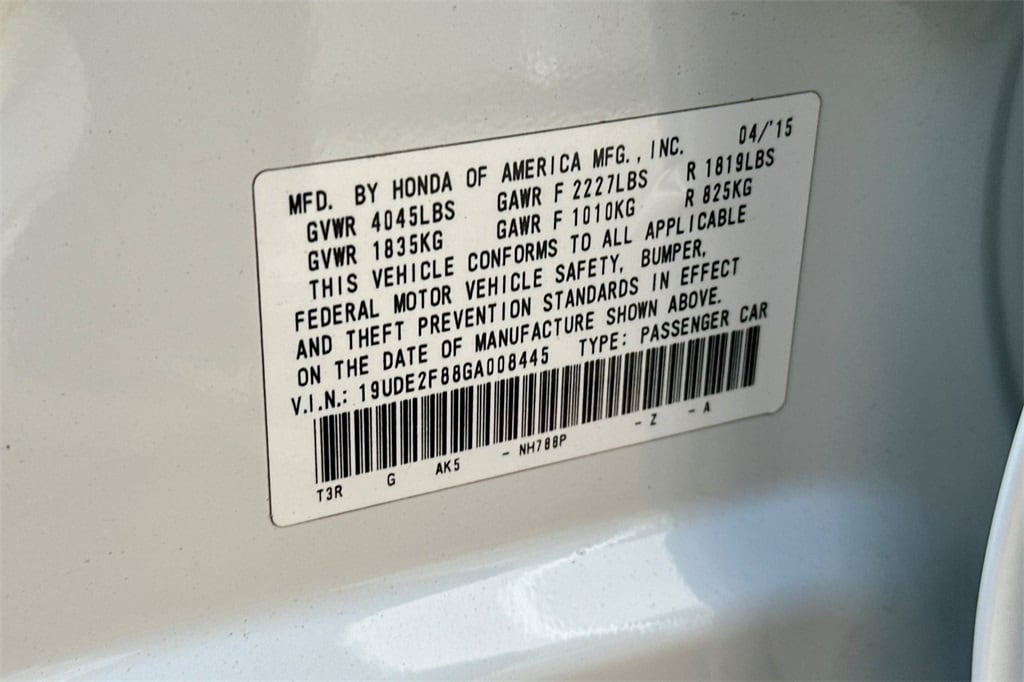 04/'15
MFD. BY HONDA OF AMERICA MFG., INC.
GVWR 4045LBS GAWR F 2227LBS R 1819LBS
GVWR 1835KG GAWR F 1010KG R 825KG
THIS VEHICLE CONFORMS TO ALL APPLICABLE
FEDERAL MOTOR VEHICLE SAFETY, BUMPER,
AND THEFT PREVENTION STANDARDS IN EFFECT
ON THE DATE OF MANUFACTURE SHOWN ABOVE.
V.I.N.: 19UDE2F88GA008445 TYPE: PASSENGER CAR
T3R G AK5 - NH788P - Z - A